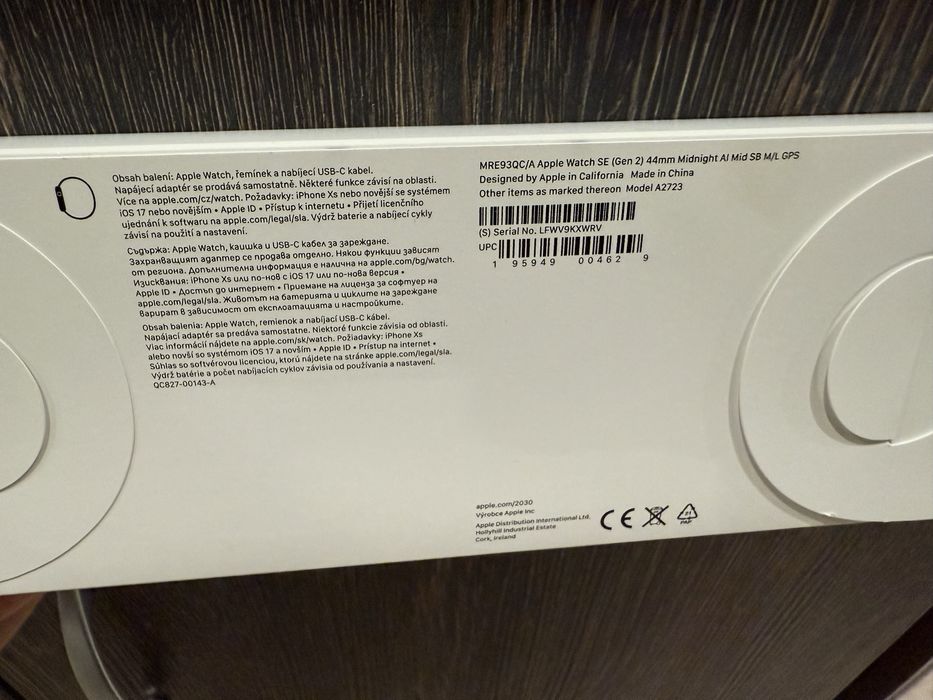 Obsah balení: Apple Watch, řemínek a nabíjecí USB-C kabel.
Napájecí adaptér se prodává samostatně. Některé funkce závisí na oblasti.
Více na apple.com/cz/watch. Požadavky: iPhone Xs nebo novější se systémem
iOS 17 nebo novějším • Apple ID • Přístup k internetu • Přijetí licenčního
ujednání k softwaru na apple.com/legal/sla. Výdrž baterie a nabíjecí cykly
závisí na použití a nastavení.
Съдържа: Apple Watch, каишка и USB-C кабел за зареждане.
Захранващият адаптер се продава отделно. Някои функции зависят
от региона. Допълнителна информация е налична на apple.com/bg/watch.
Изисквания: iPhone Xs или по-нов с iOS 17 или по-нова версия •
Apple ID • Достъп до интернет • Приемане на лиценза за софтуер на
apple.com/legal/sla. Животът на батерията и циклите на зареждане
варират в зависимост от експлоатацията и настройките.
Obsah balenia: Apple Watch, remienok a nabíjací USB-C kábel.
Napájací adaptér sa predáva samostatne. Niektoré funkcie závisia od oblasti.
Viac informácií nájdete na apple.com/sk/watch. Požiadavky: iPhone Xs
alebo novší so systémom iOS 17 a novším • Apple ID • Prístup na internet •
Súhlas so softvérovou licenciou, ktorú nájdete na stránke apple.com/legal/sla.
Výdrž batérie a počet nabíjacích cyklov závisia od používania a nastavení.
QC827-00143-A
MRE93QC/A Apple Watch SE (Gen 2) 44mm Midnight Al Mid SB M/L GPS
Designed by Apple in California Made in China
Other items as marked thereon Model A2723
(S) Serial No. LFWV9KXWRV
UPC
1 95949 00462 9
apple.com/2030
Výrobce Apple Inc
Apple Distribution International Ltd.
Hollyhill Industrial Estate
Cork, Ireland
CE
21
PAP